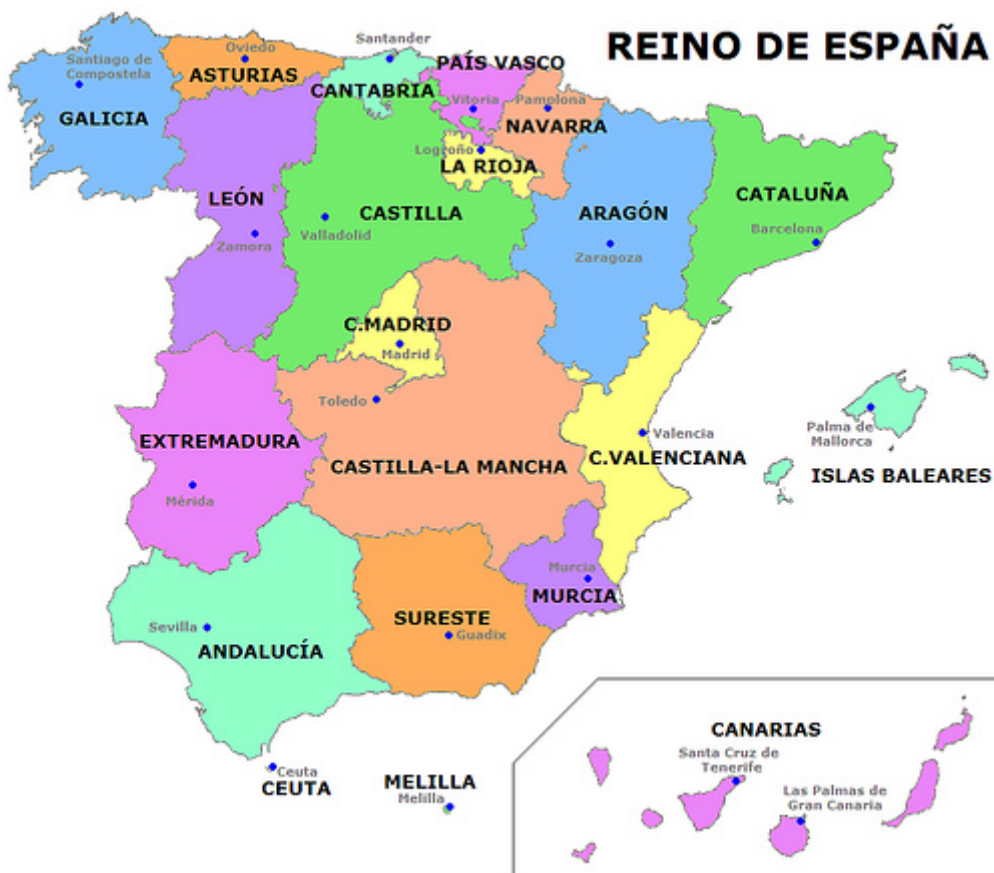 REINO DE ESPAÑA
Santander
Oviedo
Santiago de
Compostela
PAÍS VASCO
ASTURIAS
CANTABRIA
Vitoria
Pamplona
GALICIA
NAVARRA
Logroño
LA RIOJA
LEÓN
CASTILLA
ARAGÓN
CATALUÑA
Valladolid
Zamora
Zaragoza
Barcelona
C.MADRID
Madrid
Toledo
EXTREMADURA
CASTILLA-LA MANCHA
Valencia
C.VALENCIANA
Palma de
Mallorca
ISLAS BALEARES
Mérida
Murcia
MURCIA
SURESTE
Guadix
Sevilla
ANDALUCÍA
Ceuta
CEUTA
MELILLA
Melilla
CANARIAS
Santa Cruz de
Tenerife
Las Palmas de
Gran Canaria